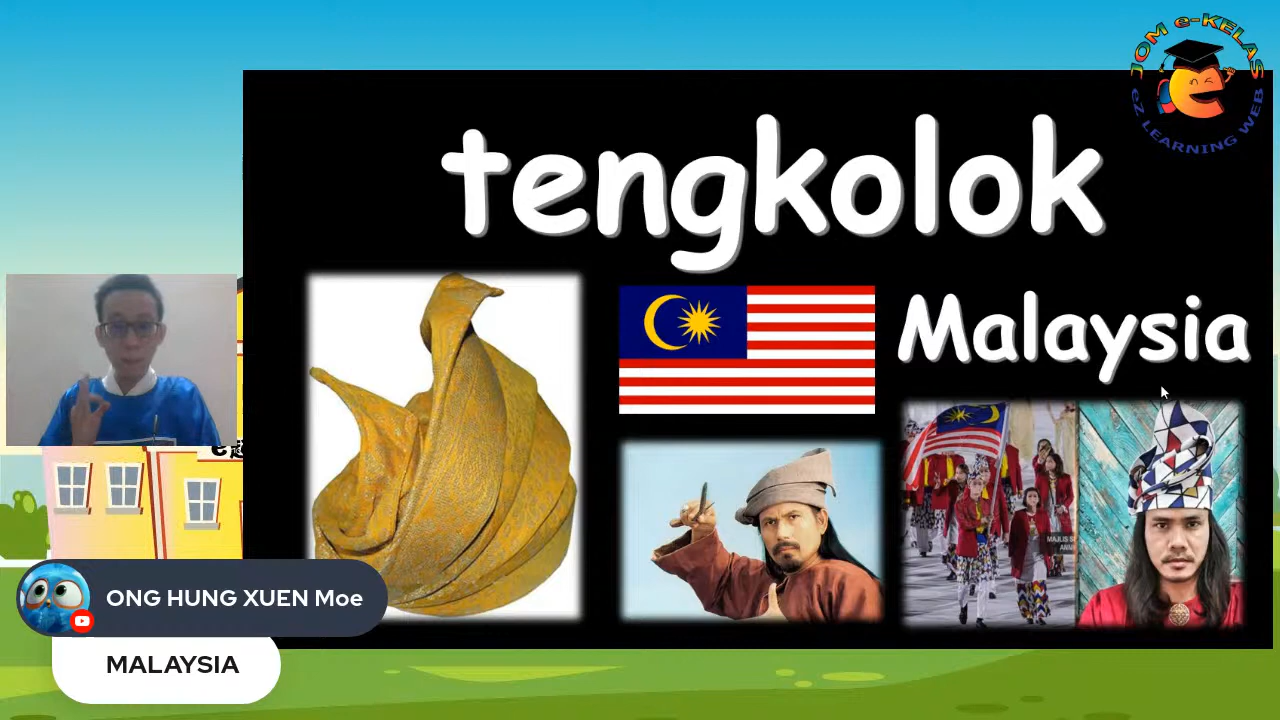 JOM e-KELAS
eZ LEARNING WEB
tengkolok
Malaysia
ONG HUNG XUEN Moe
MALAYSIA